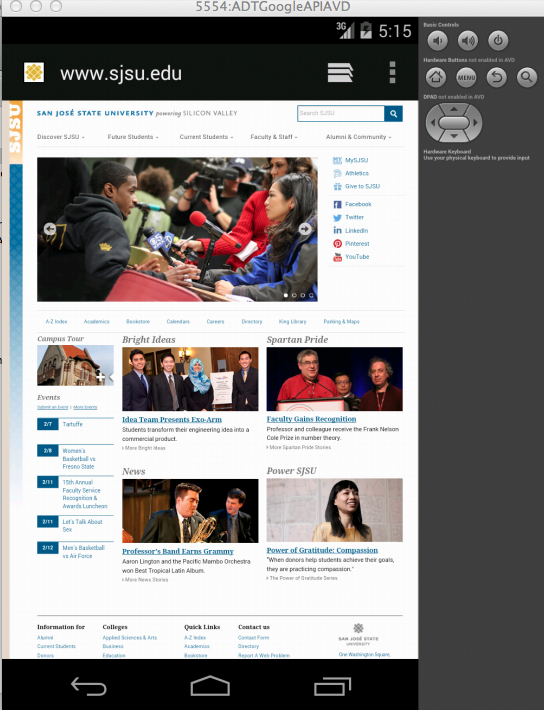 5554:ADTGoogleAPIAVD
3G 5:15
www.sjsu.edu
Basic Controls
Hardware Buttons not enabled in AVD
MENU
DPAD not enabled in AVD
Hardware Keyboard
Use your physical keyboard to provide input
SJSU
SAN JOSÉ STATE UNIVERSITY powering SILICON VALLEY
Search SJSU
Discover SJSU
Future Students
Current Students
Faculty & Staff
Alumni & Community
MySJSU
Athletics
Give to SJSU
Facebook
Twitter
LinkedIn
Pinterest
YouTube
A-Z Index
Academics
Bookstore
Calendars
Careers
Directory
King Library
Parking & Maps
Campus Tour
Events
Submit an Event | More Events
2/7 Tartuffe
2/8 Women's
Basketball vs
Fresno State
2/11 15th Annual
Faculty Service
Recognition &
Awards Luncheon
2/11 Let's Talk About
Sex
2/12 Men's Basketball
vs Air Force
Bright Ideas
Idea Team Presents Exo-Arm
Students transform their engineering idea into a
commercial product.
More Bright Ideas
Spartan Pride
Faculty Gains Recognition
Professor and colleague receive the Frank Nelson
Cole Prize in number theory.
More Spartan Pride Stories
News
Professor's Band Earns Grammy
Aaron Lington and the Pacific Mambo Orchestra
won Best Tropical Latin Album.
More News Stories
Power SJSU
Power of Gratitude: Compassion
"When donors help students achieve their goals,
they are practicing compassion."
The Power of Gratitude Series
Information for
Alumni
Current Students
Donors
Colleges
Applied Sciences & Arts
Business
Education
Quick Links
A-Z Index
Academics
Bookstore
Contact us
Contact Form
Directory
Report A Web Problem
SAN JOSÉ STATE
UNIVERSITY
One Washington Square,